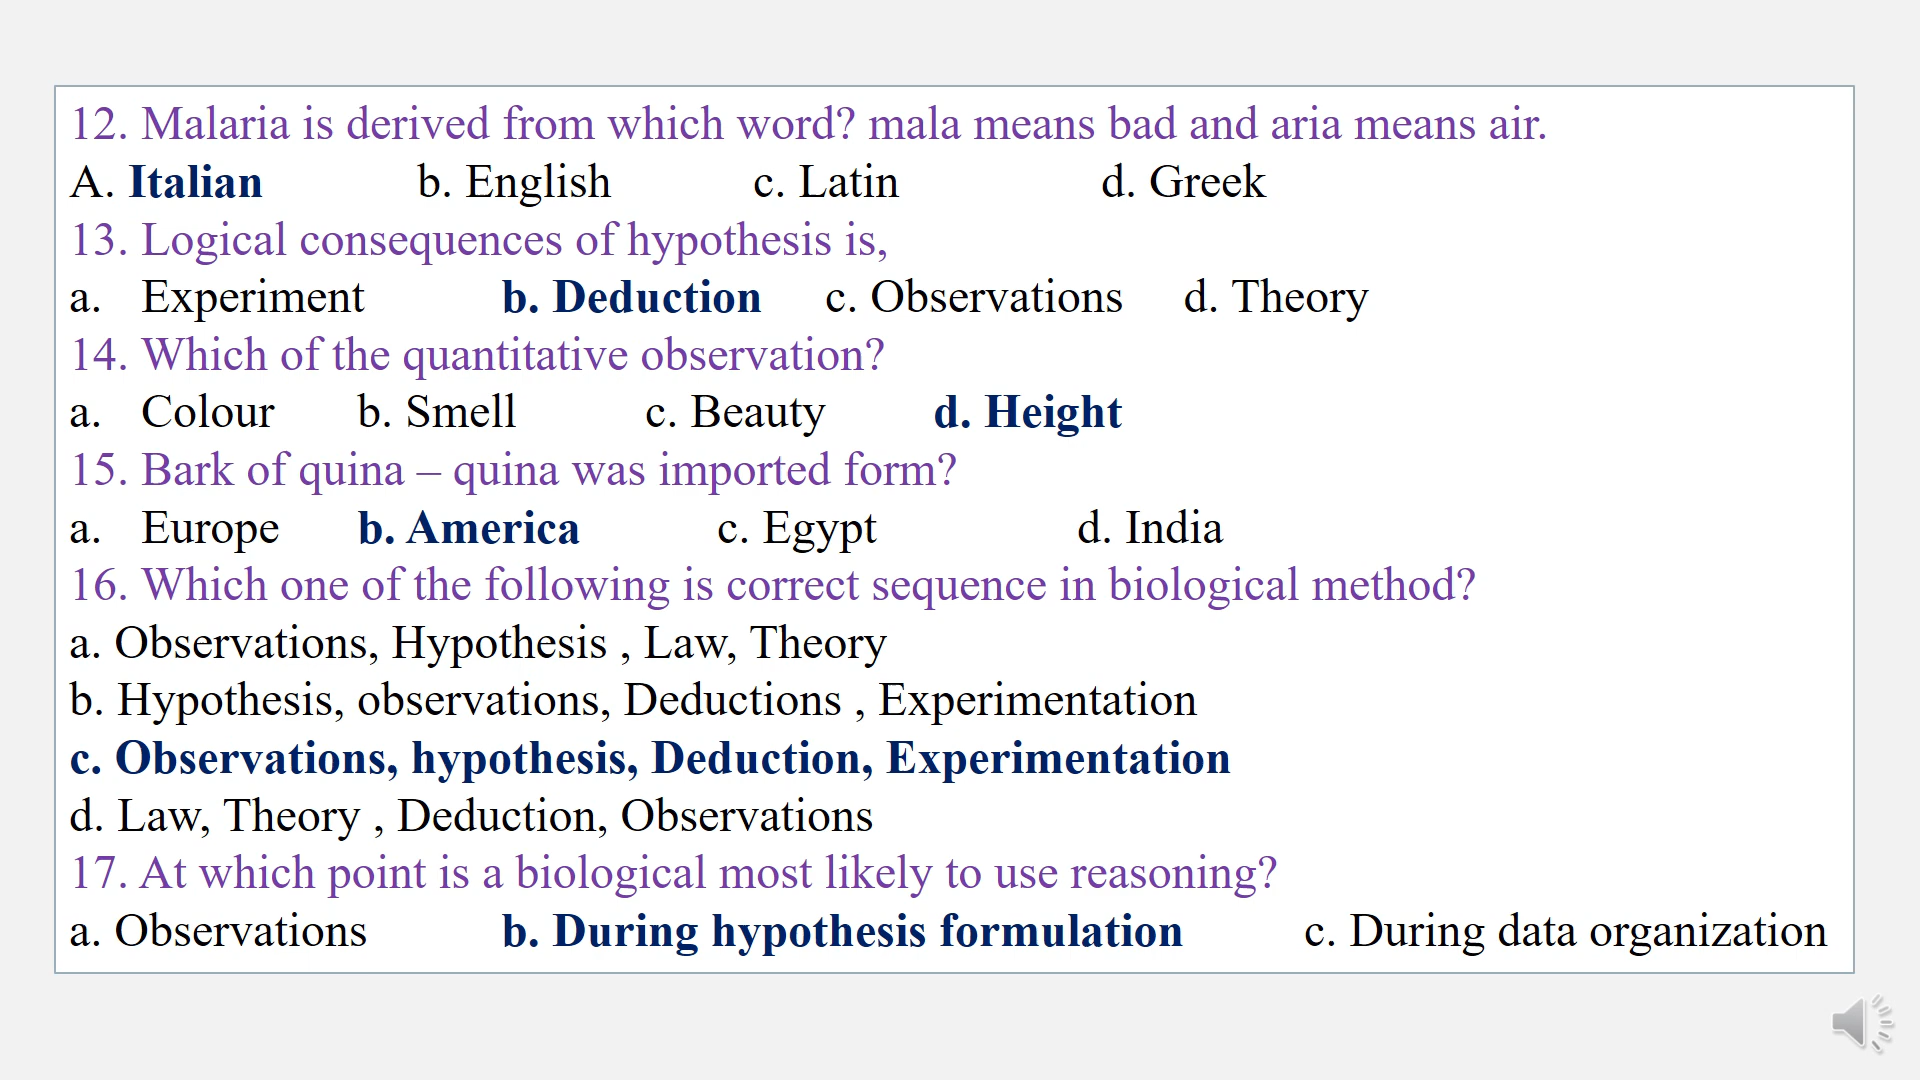 12. Malaria is derived from which word? mala means bad and aria means air.
A. Italian b. English c. Latin d. Greek
13. Logical consequences of hypothesis is,
a. Experiment b. Deduction c. Observations d. Theory
14. Which of the quantitative observation?
a. Colour b. Smell c. Beauty d. Height
15. Bark of quina – quina was imported form?
a. Europe b. America c. Egypt d. India
16. Which one of the following is correct sequence in biological method?
a. Observations, Hypothesis , Law, Theory
b. Hypothesis, observations, Deductions , Experimentation
c. Observations, hypothesis, Deduction, Experimentation
d. Law, Theory , Deduction, Observations
17. At which point is a biological most likely to use reasoning?
a. Observations b. During hypothesis formulation c. During data organization